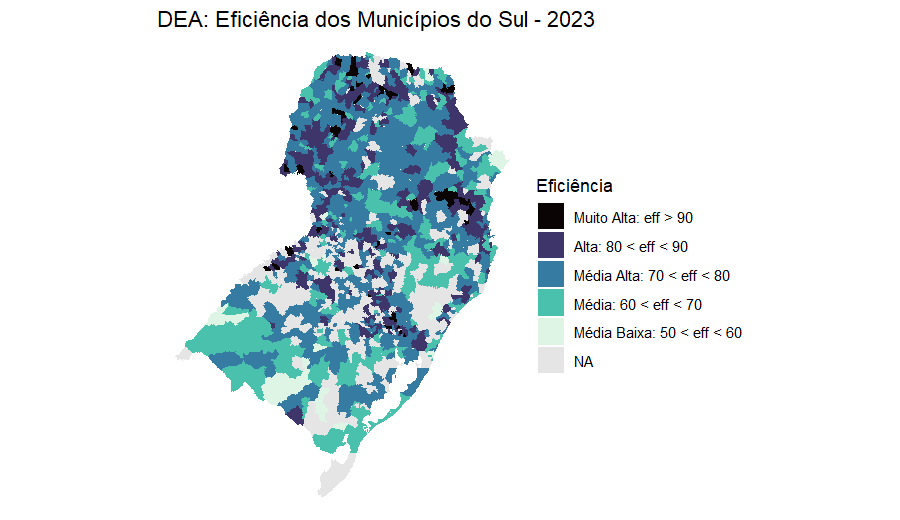 DEA: Eficiência dos Municípios do Sul - 2023
Eficiência
Muito Alta: eff > 90
Alta: 80 < eff < 90
Média Alta: 70 < eff < 80
Média: 60 < eff < 70
Média Baixa: 50 < eff < 60
NA